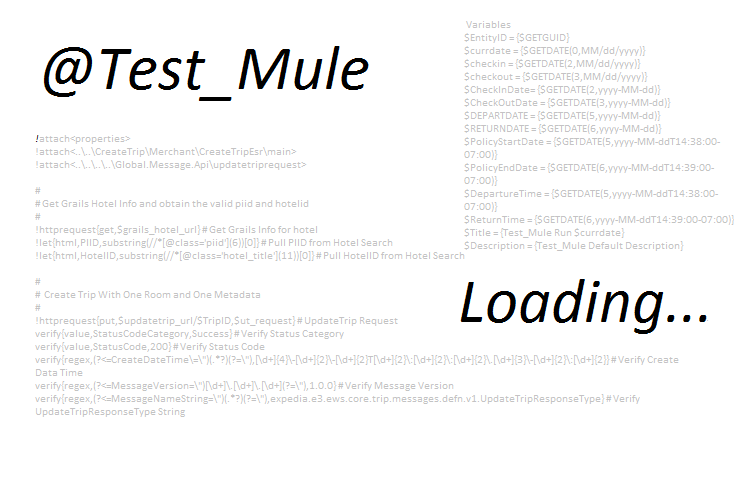 @Test_Mule
Variables
$EntityID = {$GETGUID}
$currdate = {$GETDATE(0,MM/dd/yyyy)}
$checkin = {$GETDATE(2,MM/dd/yyyy)}
$checkout = {$GETDATE(3,MM/dd/yyyy)}
$CheckInDate= {$GETDATE(2,yyyy-MM-dd)}
$CheckOutDate = {$GETDATE(3,yyyy-MM-dd)}
$DEPARTDATE = {$GETDATE(5,yyyy-MM-dd)}
$RETURNDATE = {$GETDATE(6,yyyy-MM-dd)}
$PolicyStartDate = {$GETDATE(5,yyyy-MM-ddT14:38:00-
07:00)}
$PolicyEndDate = {$GETDATE(6,yyyy-MM-ddT14:39:00-
07:00)}
$DepartureTime = {$GETDATE(5,yyyy-MM-ddT14:38:00-
07:00)}
$ReturnTime = {$GETDATE(6,yyyy-MM-ddT14:39:00-07:00)}
$Title = {Test_Mule Run $currdate}
$Description = {Test_Mule Default Description}
!attach<properties>
!attach<..\..\CreateTrip\Merchant\CreateTripEsr\main>
!attach<..\..\..\..\Global.Message.Api\updatetriprequest>
#
# Get Grails Hotel Info and obtain the valid piid and hotelid
#
!httprequest{get,$grails_hotel_url} # Get Grails Info for hotel
!let{html,PIID,substring(//*[@class='piid'](6))[0]} # Pull PIID from Hotel Search
!let{html,HotelID,substring(//*[@class='hotel_title'](11))[0]} # Pull HotelID from Hotel Search
#
# Create Trip With One Room and One Metadata
#
!httprequest{put,$updatetrip_url/$TripID,$ut_request} # UpdateTrip Request
verify{value,StatusCodeCategory,Success} # Verify Status Category
verify{value,StatusCode,200} # Verify Status Code
verify{regex,(?<=CreateDateTime\=\")(.*?)(?=\"),[\d+]{4}\-[\d+]{2}\-[\d+]{2}T[\d+]{2}\:[\d+]{2}\:[\d+]{2}\.[\d+]{3}\-[\d+]{2}\:[\d+]{2}} # Verify Create
Data Time
verify{regex,(?<=MessageVersion=\")[\d+]\.[\d+]\.[\d+](?=\"),1.0.0} # Verify Message Version
verify{regex,(?<=MessageNameString=\")(.*?)(?=\"),expedia.e3.ews.core.trip.messages.defn.v1.UpdateTripResponseType} # Verify
UpdateTripResponseType String
Loading...